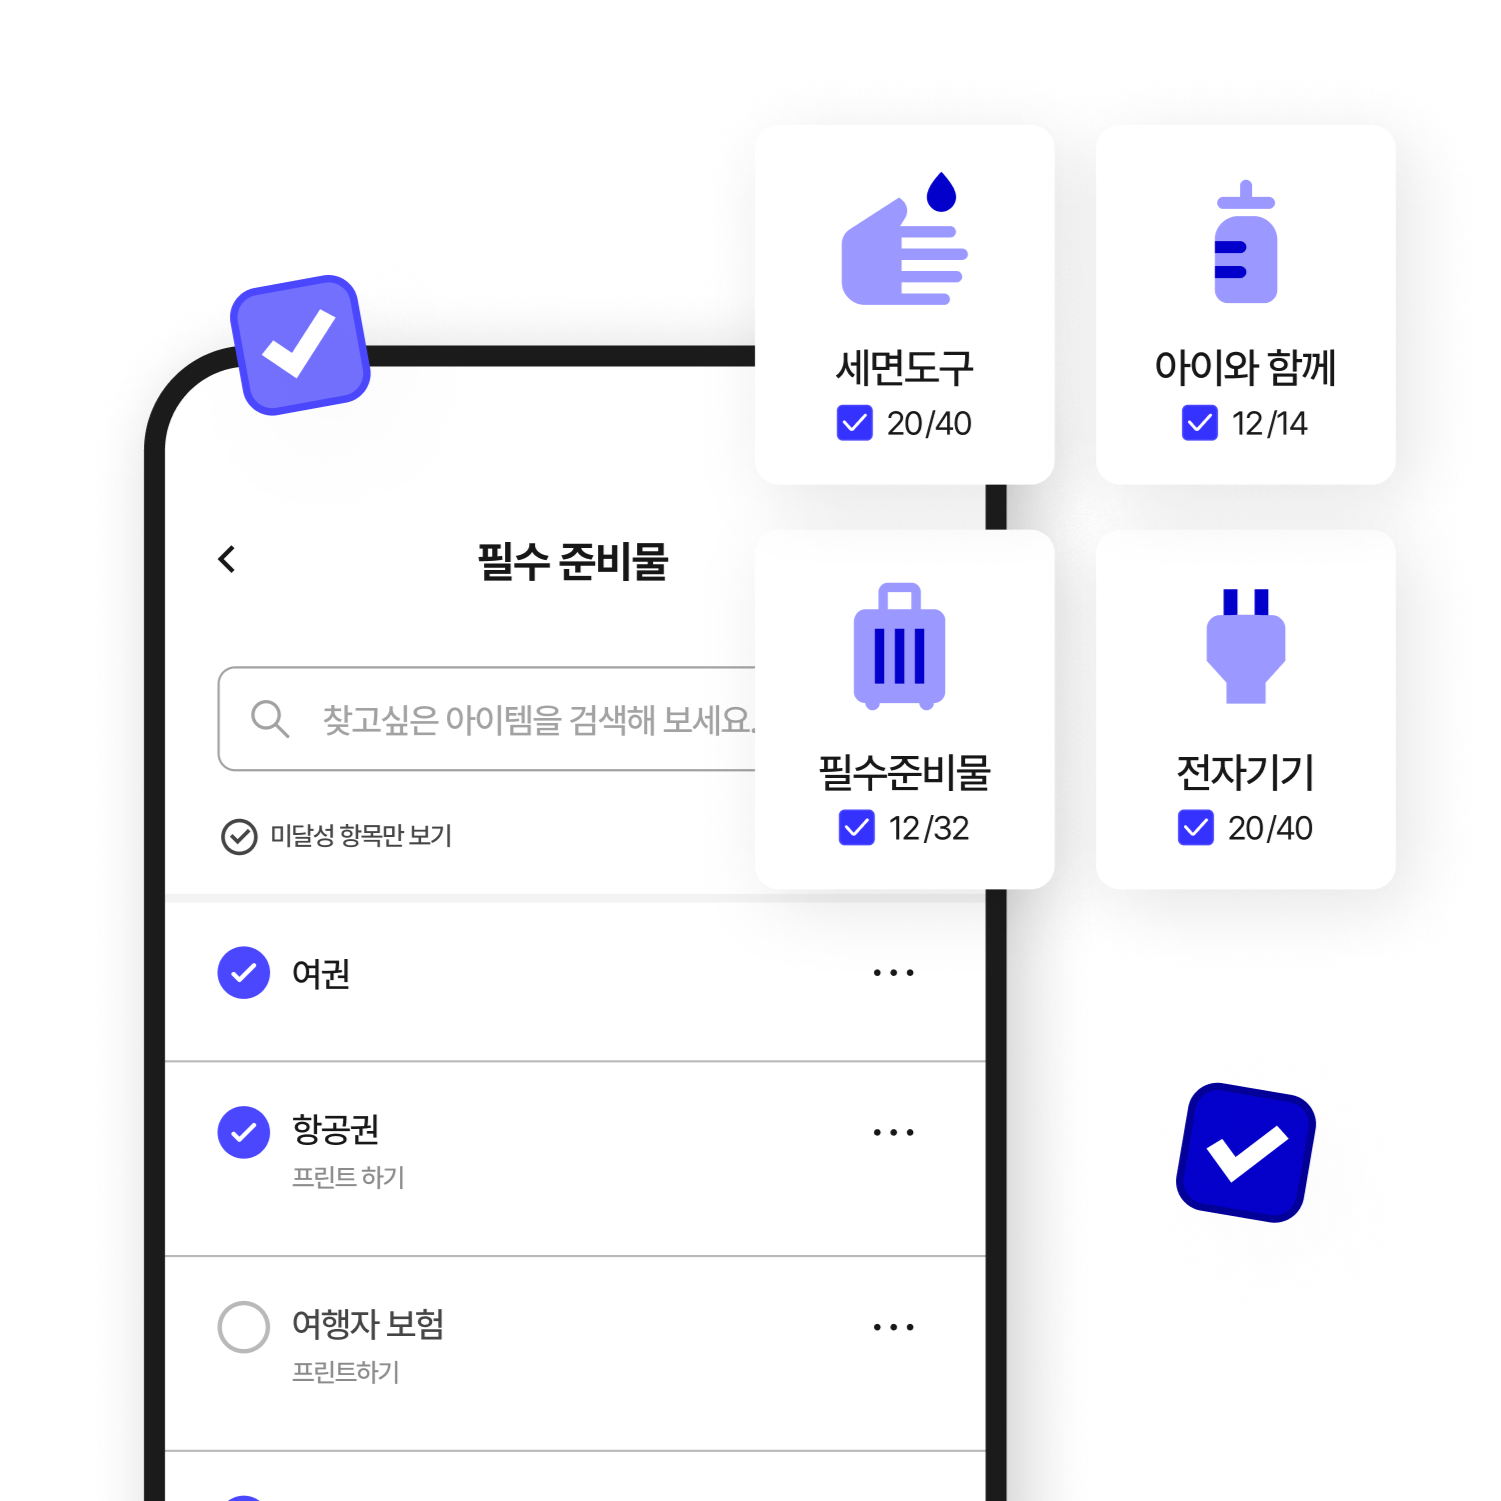 세면도구
20/40
아이와 함께
12/14
필수 준비물
찾고싶은 아이템을 검색해 보세요.
미달성 항목만 보기
필수준비물
12/32
전자기기
20/40
여권
항공권
프린트 하기
여행자 보험
프린트하기